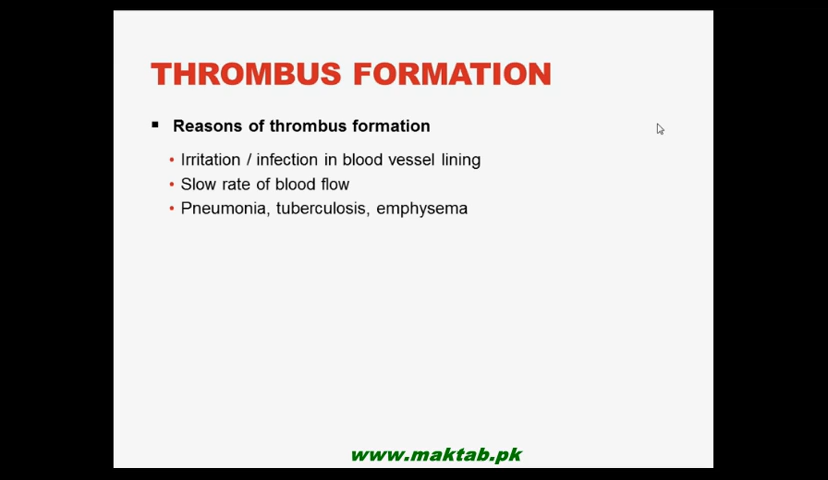 THROMBUS FORMATION
▪ Reasons of thrombus formation
• Irritation / infection in blood vessel lining
• Slow rate of blood flow
• Pneumonia, tuberculosis, emphysema
www.maktab.pk